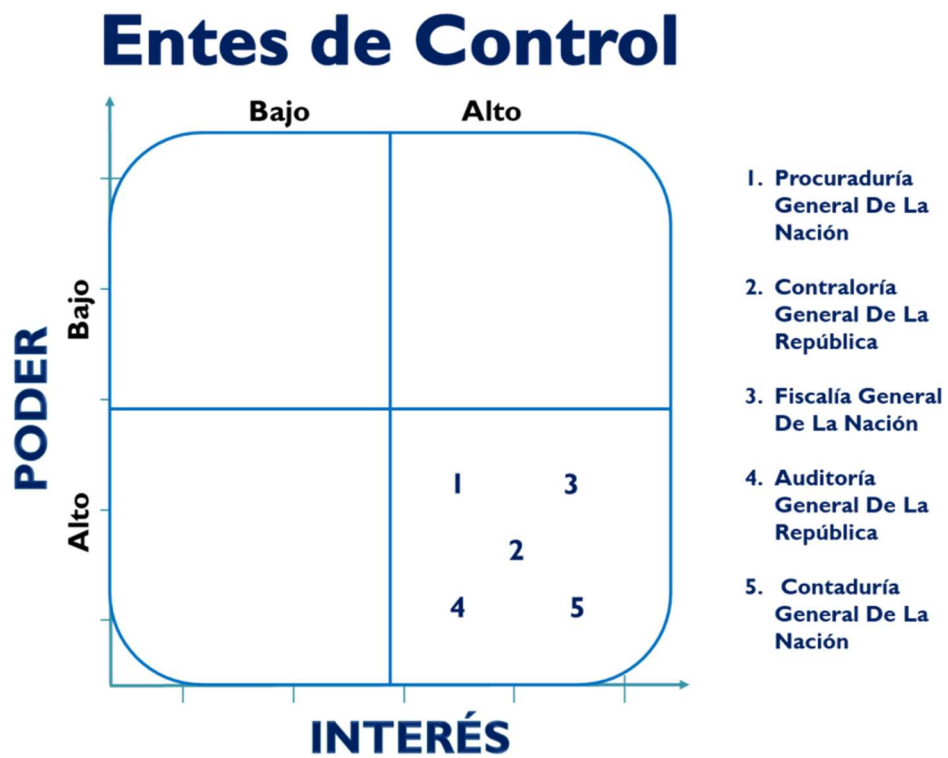 Entes de Control
Bajo
Alto
PODER
Bajo
Alto
1
3
2
4
5
INTERÉS
1. Procuraduría
General De La
Nación
2. Contraloría
General De La
República
3. Fiscalía General
De La Nación
4. Auditoría
General De La
República
5. Contaduría
General De La
Nación